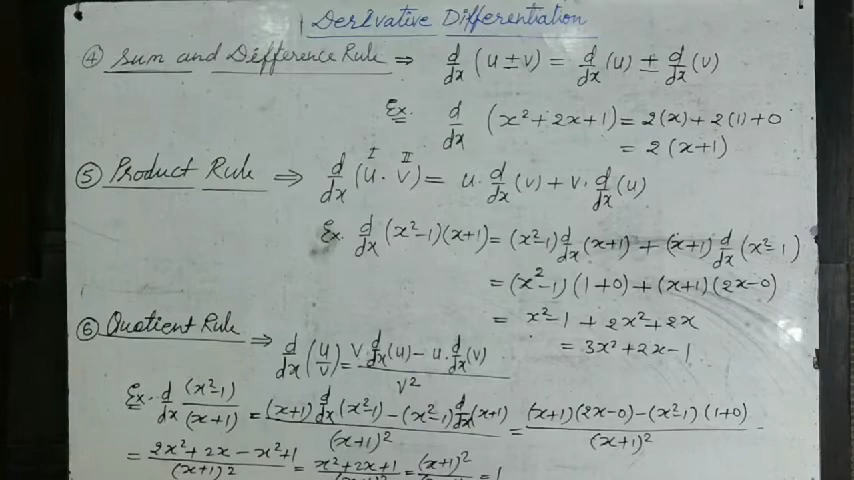 Derivative Differentiation
④ Sum and Difference Rule ⇒ d/dx (u ± v) = d/dx (u) ± d/dx (v)
Ex. d/dx (x²+2x+1) = 2(x)+2(1)+0
= 2(x+1)
⑤ Product Rule ⇒ d/dx (u^I · v^II) = u · d/dx (v) + v · d/dx (u)
Ex. d/dx (x²-1)(x+1) = (x²-1) d/dx (x+1) + (x+1) d/dx (x²-1)
= (x²-1)(1+0) + (x+1)(2x-0)
= x²-1 + 2x²+2x
= 3x²+2x-1
⑥ Quotient Rule ⇒ d/dx (u/v) = (v d/dx (u) - u · d/dx (v)) / v²
Ex. d/dx (x²-1)/(x+1) = ((x+1) d/dx (x²-1) - (x²-1) d/dx (x+1)) / (x+1)² = ((x+1)(2x-0) - (x²-1)(1+0)) / (x+1)²
= (2x²+2x-x²+1) / (x+1)² = (x²+2x+1) / (x+1)² = (x+1)² / (x+1)² = 1